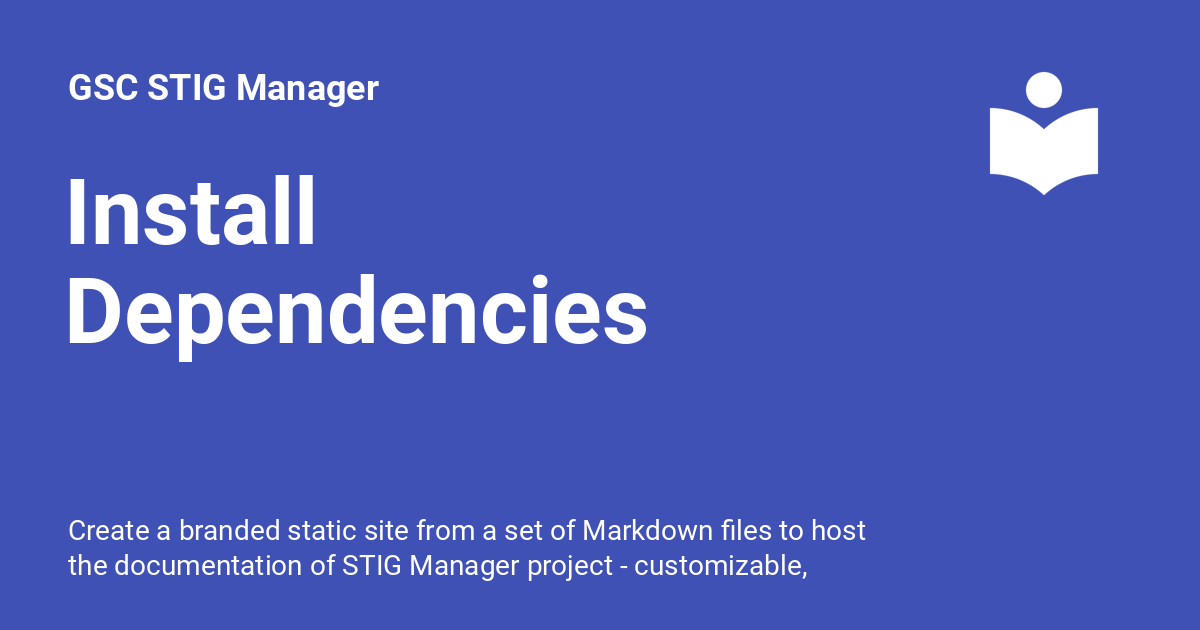 GSC STIG Manager
Install
Dependencies
Create a branded static site from a set of Markdown files to host
the documentation of STIG Manager project - customizable,